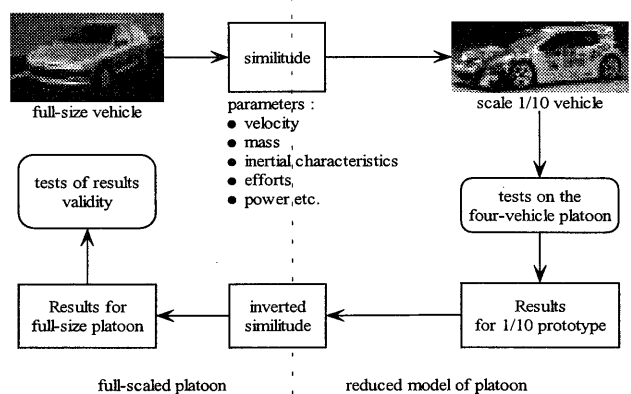 similitude
full-size vehicle
scale 1/10 vehicle
parameters :
● velocity
● mass
● inertial characteristics
● efforts
● power, etc.
tests of results
validity
tests on the
four-vehicle platoon
Results for
full-size platoon
inverted
similitude
Results
for 1/10 prototype
full-scaled platoon
reduced model of platoon